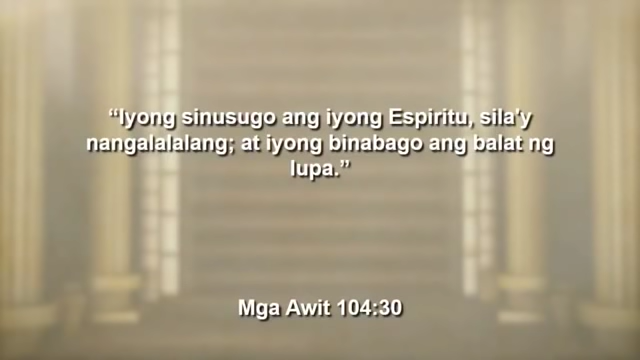 “Iyong sinusugo ang iyong Espiritu, sila'y
nangalalalang; at iyong binabago ang balat ng
lupa.”
Mga Awit 104:30